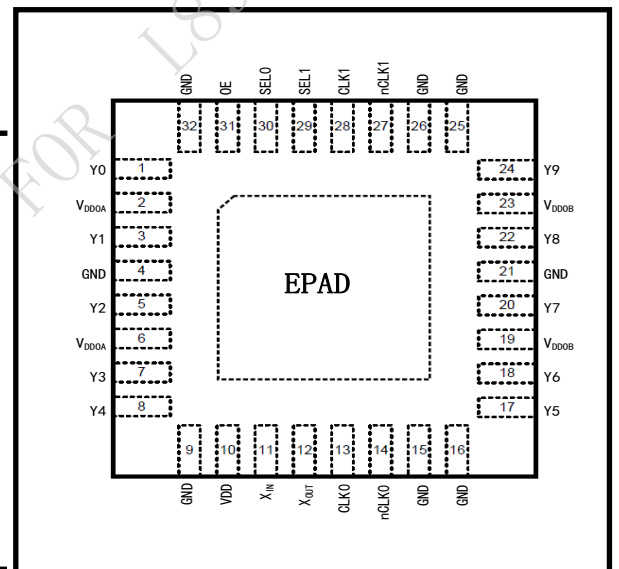 FOR L8
GND OE SEL0 SEL1 CLK1 nCLK1 GND GND
32 31 30 29 28 27 26 25
Y0 1 24 Y9
VDDOA 2 23 VDDOB
Y1 3 22 Y8
GND 4 21 GND
EPAD
Y2 5 20 Y7
VDDOA 6 19 VDDOB
Y3 7 18 Y6
Y4 8 17 Y5
9 10 11 12 13 14 15 16
GND VDD XIN XOUT CLK0 nCLK0 GND GND